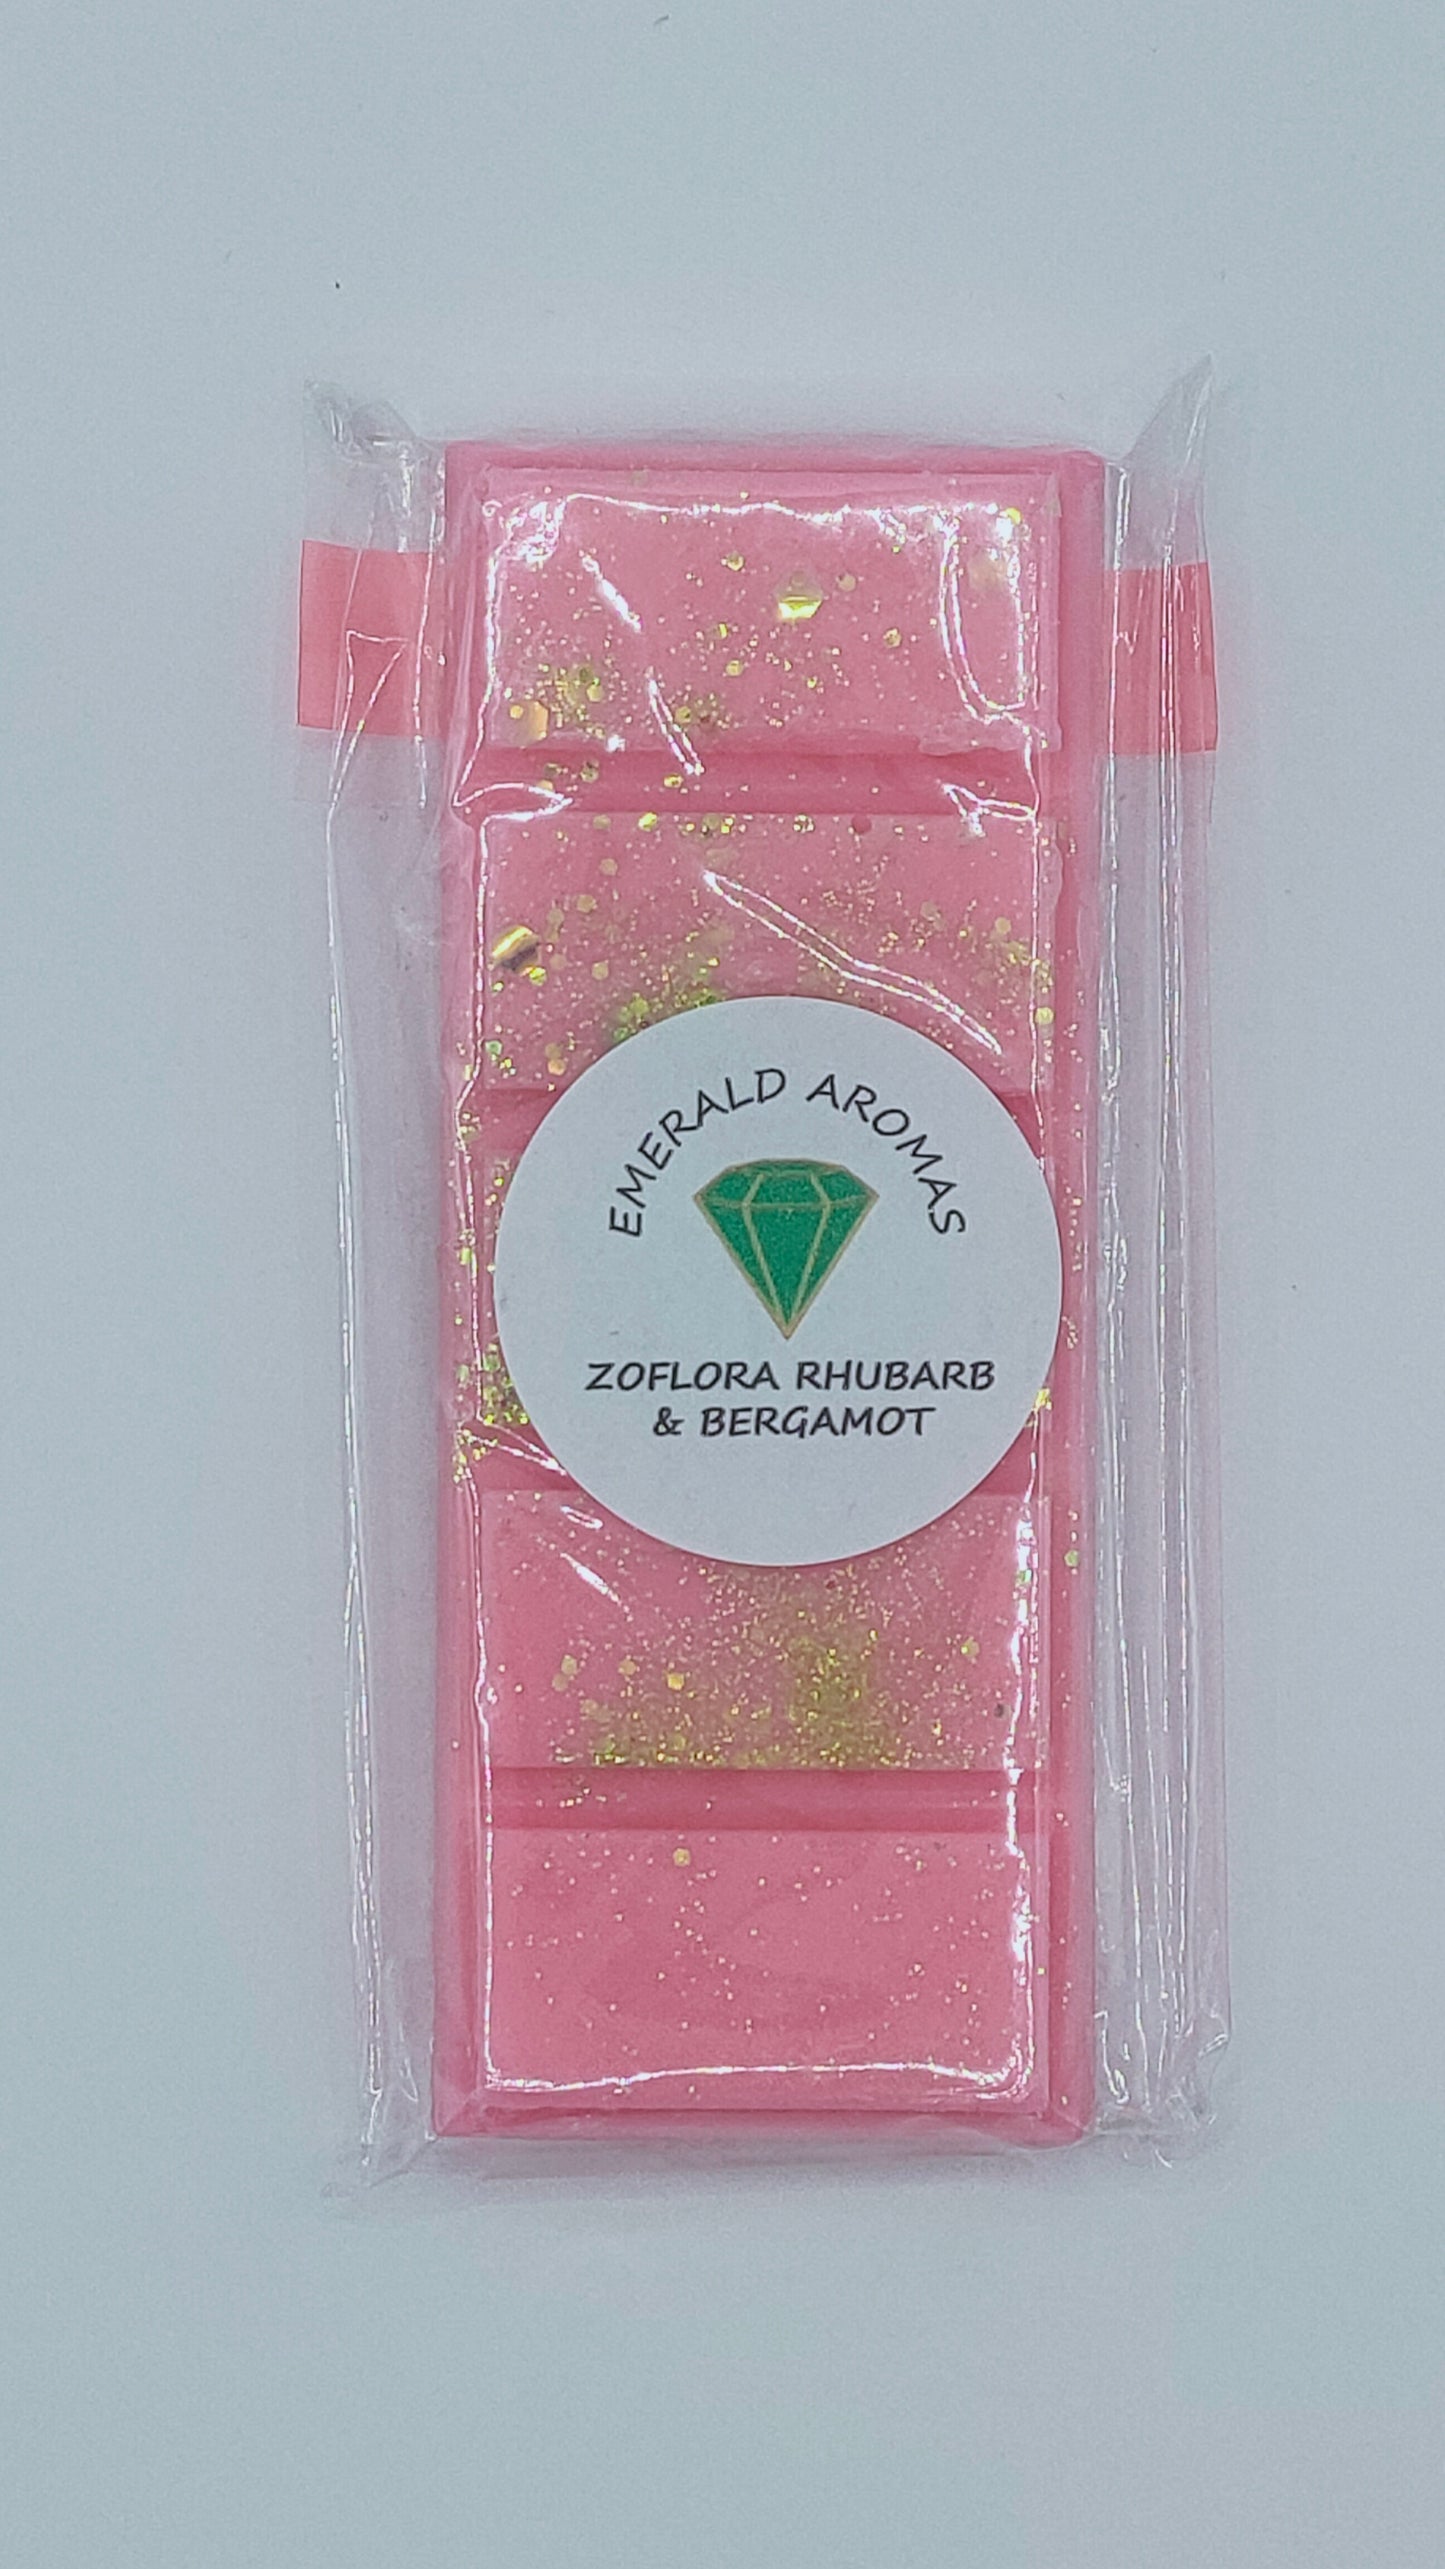 EMERALD AROMAS
ZOFLORA RHUBARB
& BERGAMOT